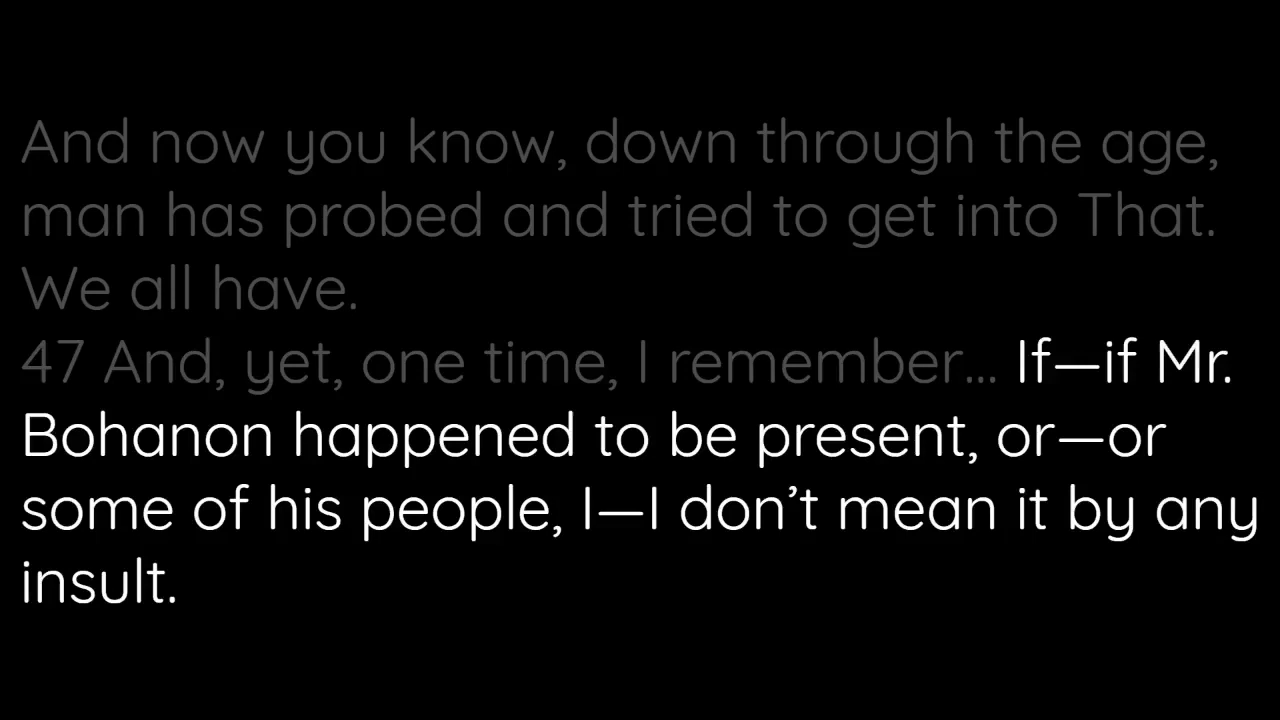 And now you know, down through the age,
man has probed and tried to get into That.
We all have.
47 And, yet, one time, I remember... If—if Mr.
Bohanon happened to be present, or—or
some of his people, I—I don’t mean it by any
insult.